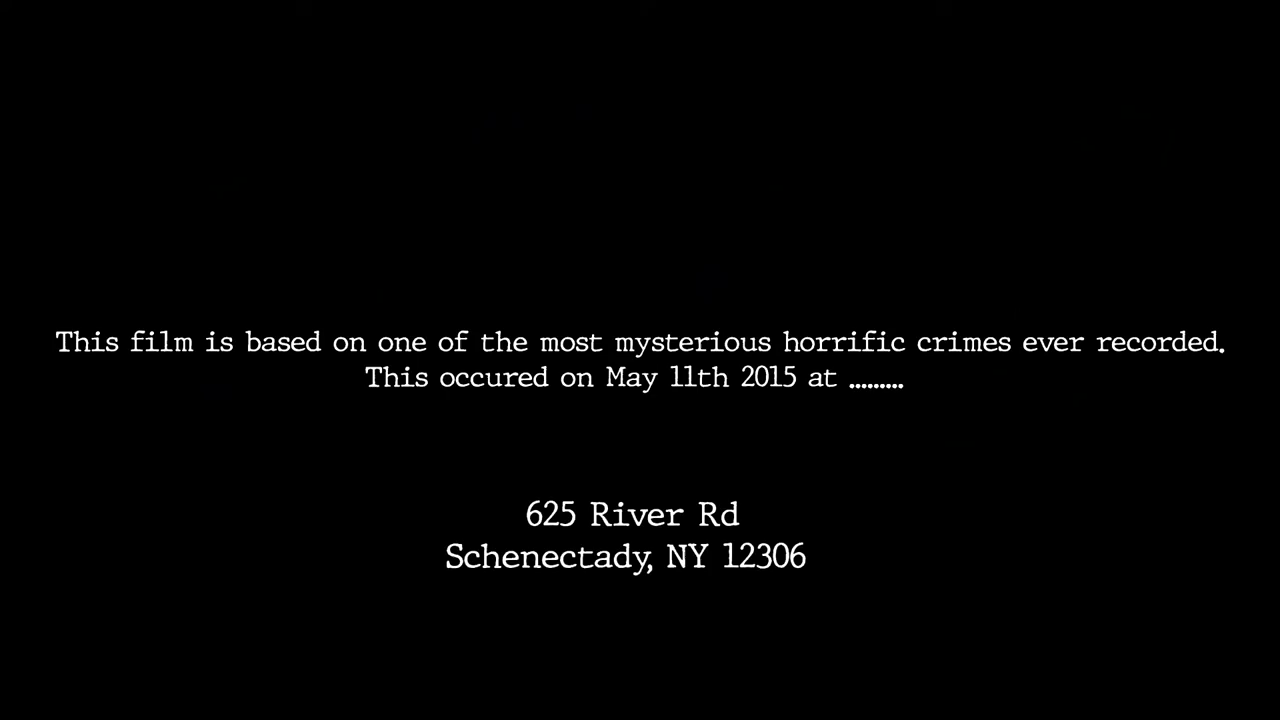 This film is based on one of the most mysterious horrific crimes ever recorded.
This occured on May 11th 2015 at .........
625 River Rd
Schenectady, NY 12306